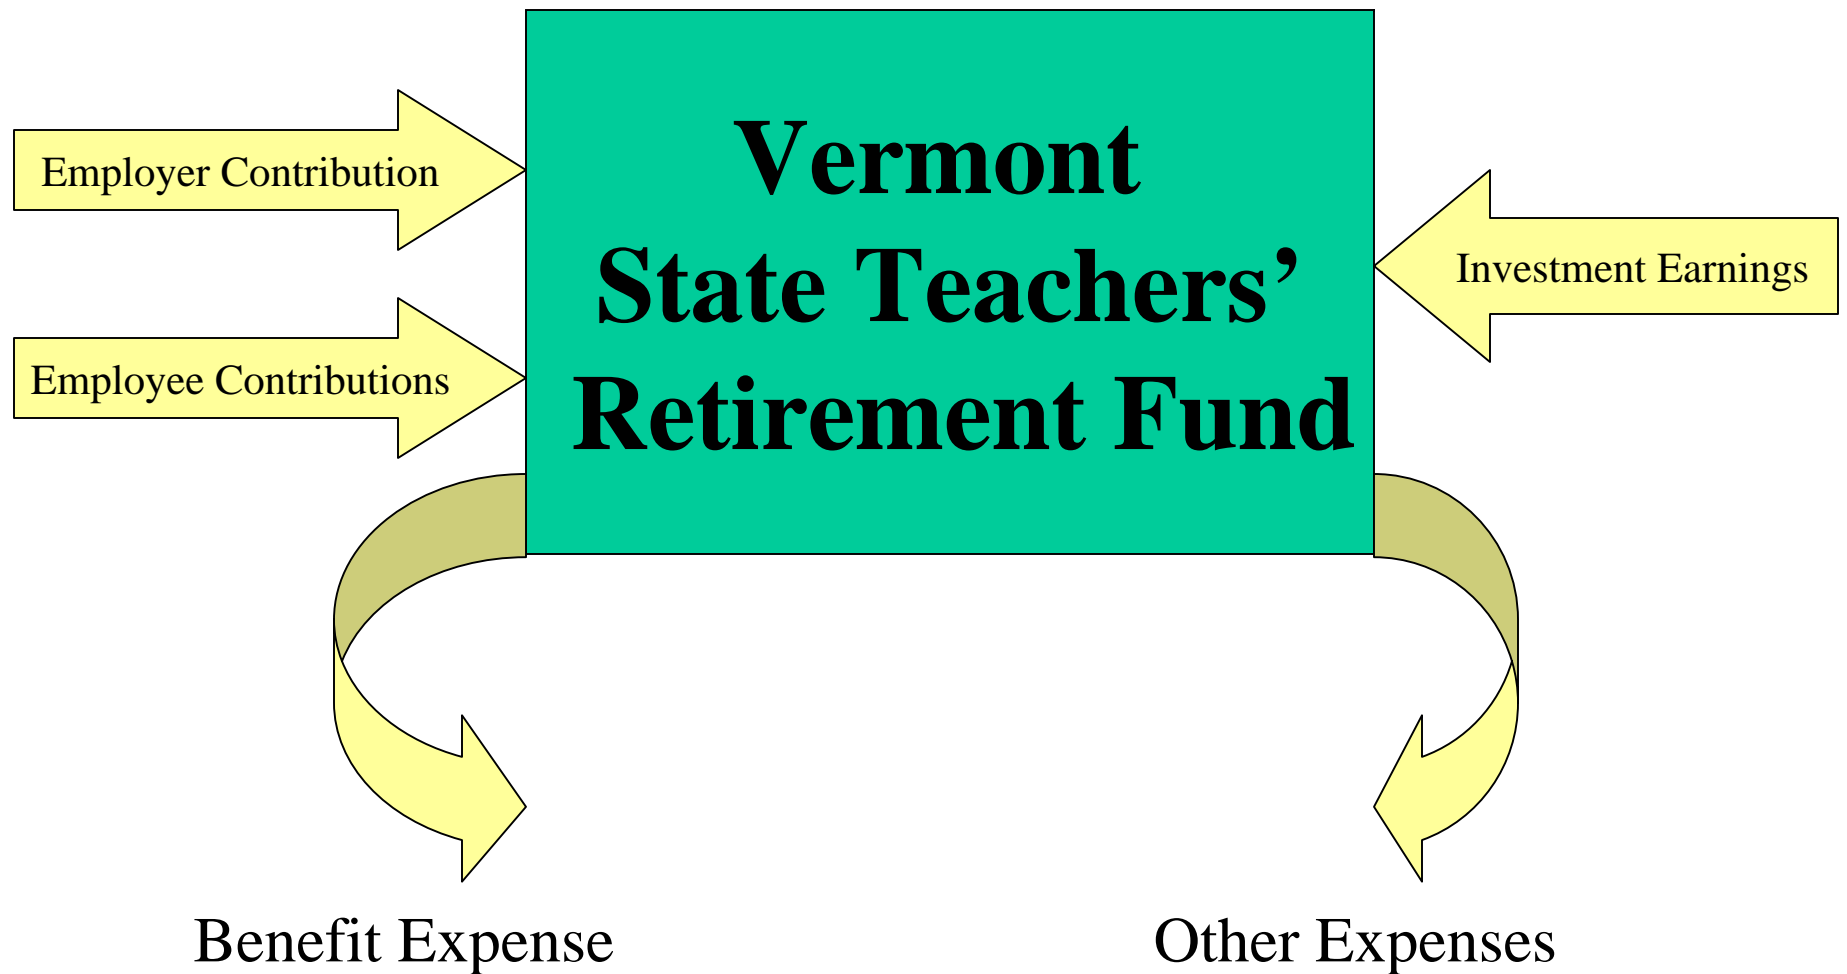 Employer Contribution
Employee Contributions
Vermont
State Teachers’
Retirement Fund
Investment Earnings
Benefit Expense
Other Expenses